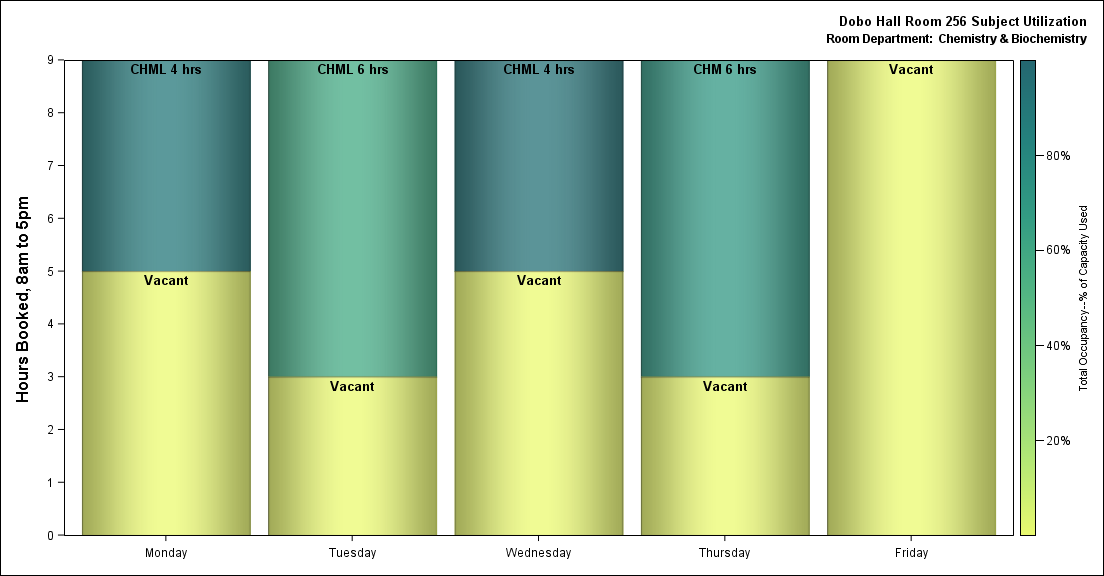 Dobo Hall Room 256 Subject Utilization
Room Department: Chemistry & Biochemistry
Hours Booked, 8am to 5pm
9
8
7
6
5
4
3
2
1
0
CHML 4 hrs
Vacant
CHML 6 hrs
Vacant
CHML 4 hrs
Vacant
CHM 6 hrs
Vacant
Vacant
Monday
Tuesday
Wednesday
Thursday
Friday
80%
60%
40%
20%
Total Occupancy--% of Capacity Used